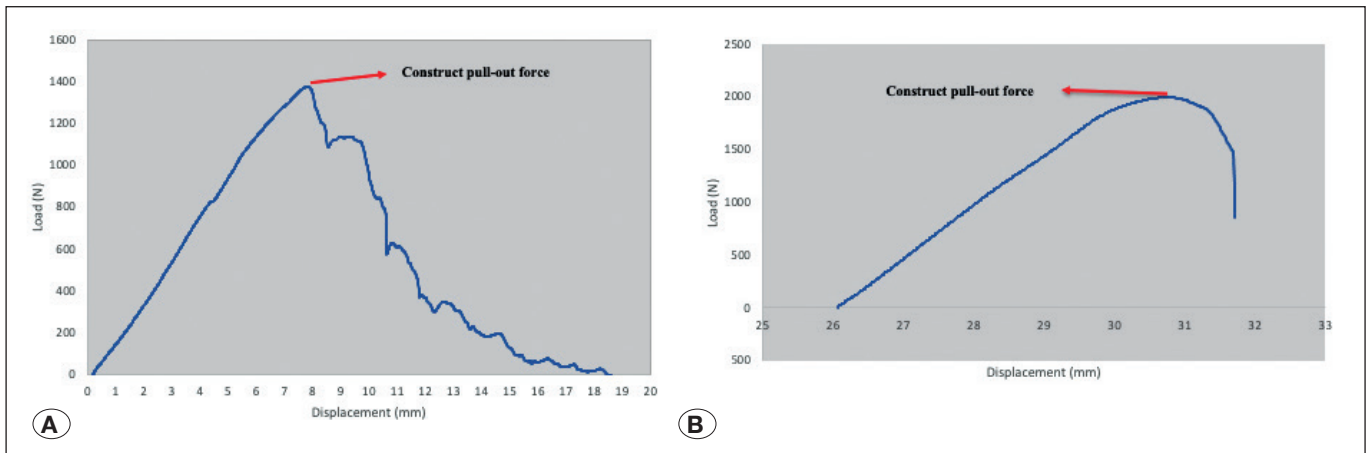 1600
1400
1200
1000
800
600
400
200
0
Load (N)
Construct pull-out force
0 1 2 3 4 5 6 7 8 9 10 11 12 13 14 15 16 17 18 19 20
Displacement (mm)
A
2500
2000
1500
1000
500
0
500
Load (N)
Construct pull-out force
25 26 27 28 29 30 31 32 33
Displacement (mm)
B